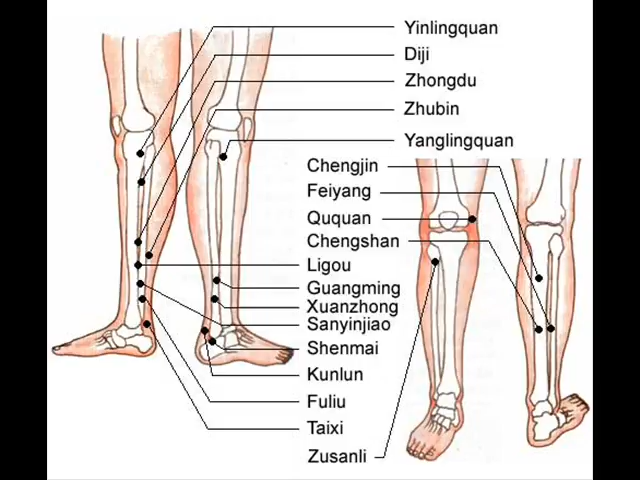 Yinlingquan
Diji
Zhongdu
Zhubin
Yanglingquan
Chengjin
Feiyang
Ququan
Chengshan
Ligou
Guangming
Xuanzhong
Sanyinjiao
Shenmai
Kunlun
Fuliu
Taixi
Zusanli